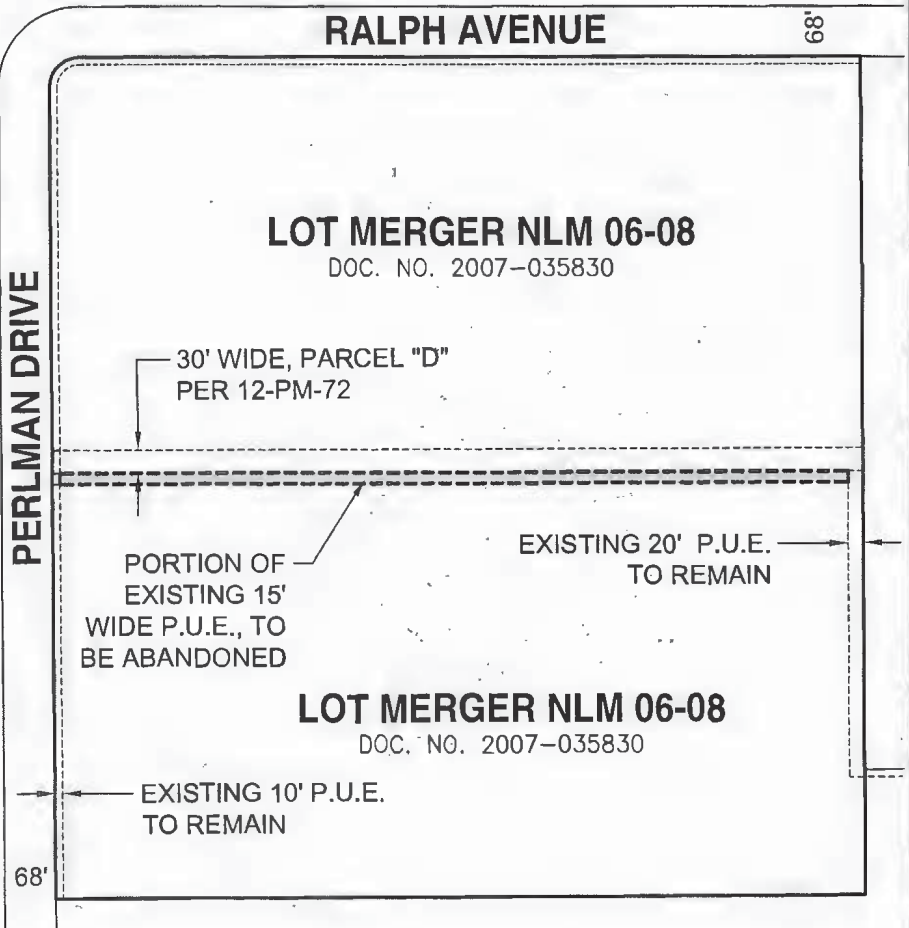 RALPH AVENUE
68'
LOT MERGER NLM 06-08
DOC. NO. 2007-035830
PERLMAN DRIVE
30' WIDE, PARCEL "D"
PER 12-PM-72
PORTION OF
EXISTING 15'
WIDE P.U.E., TO
BE ABANDONED
EXISTING 20' P.U.E.
TO REMAIN
LOT MERGER NLM 06-08
DOC. NO. 2007-035830
EXISTING 10' P.U.E.
TO REMAIN
68'